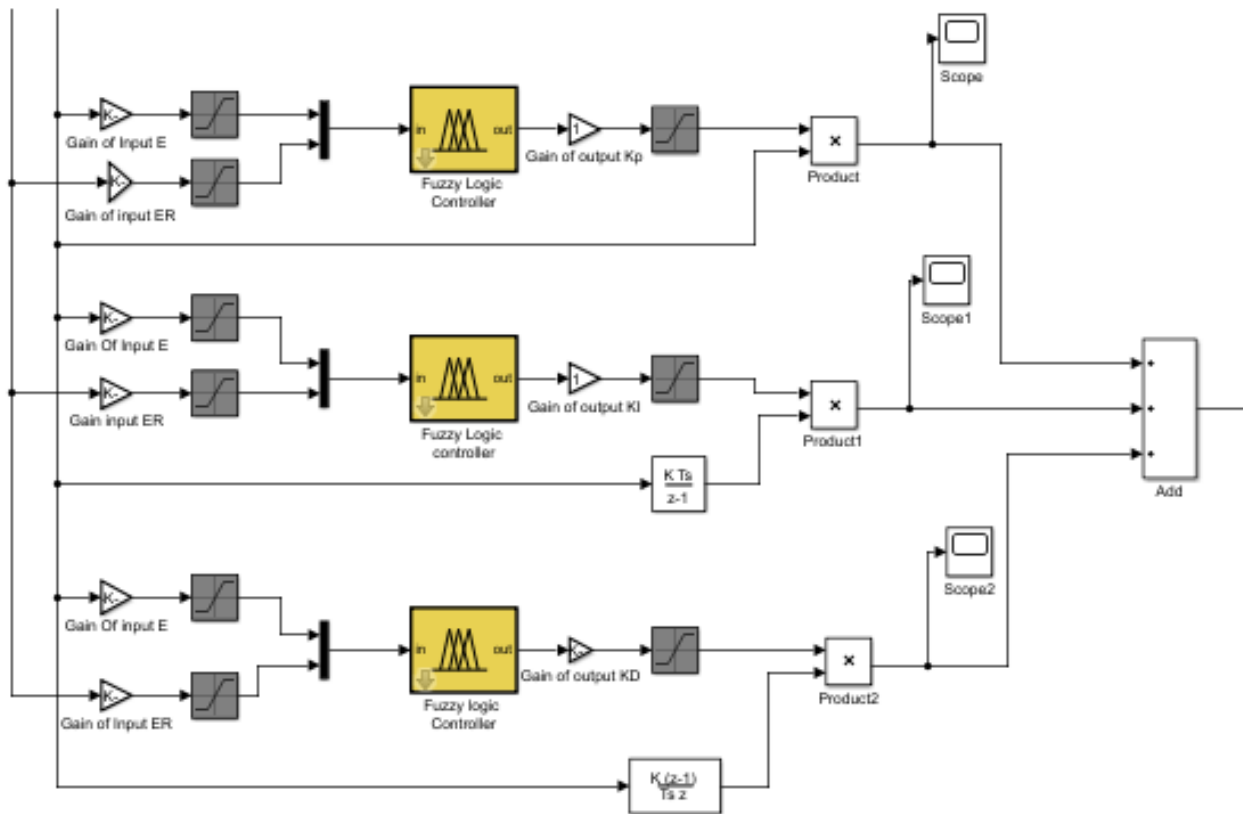 Scope
K-
Gain of Input E
in
out
1
Gain of output Kp
×
Product
Fuzzy Logic
Controller
K-
Gain of input ER
Scope1
K-
Gain Of Input E
in
out
1
Gain of output KI
×
Product1
K-
Gain input ER
Fuzzy Logic
controller
K Ts
z-1
+
+
+
Add
Scope2
K-
Gain Of input E
in
out
K-
Gain of output KD
×
Product2
K-
Gain of Input ER
Fuzzy logic
Controller
K (z-1)
Ts z